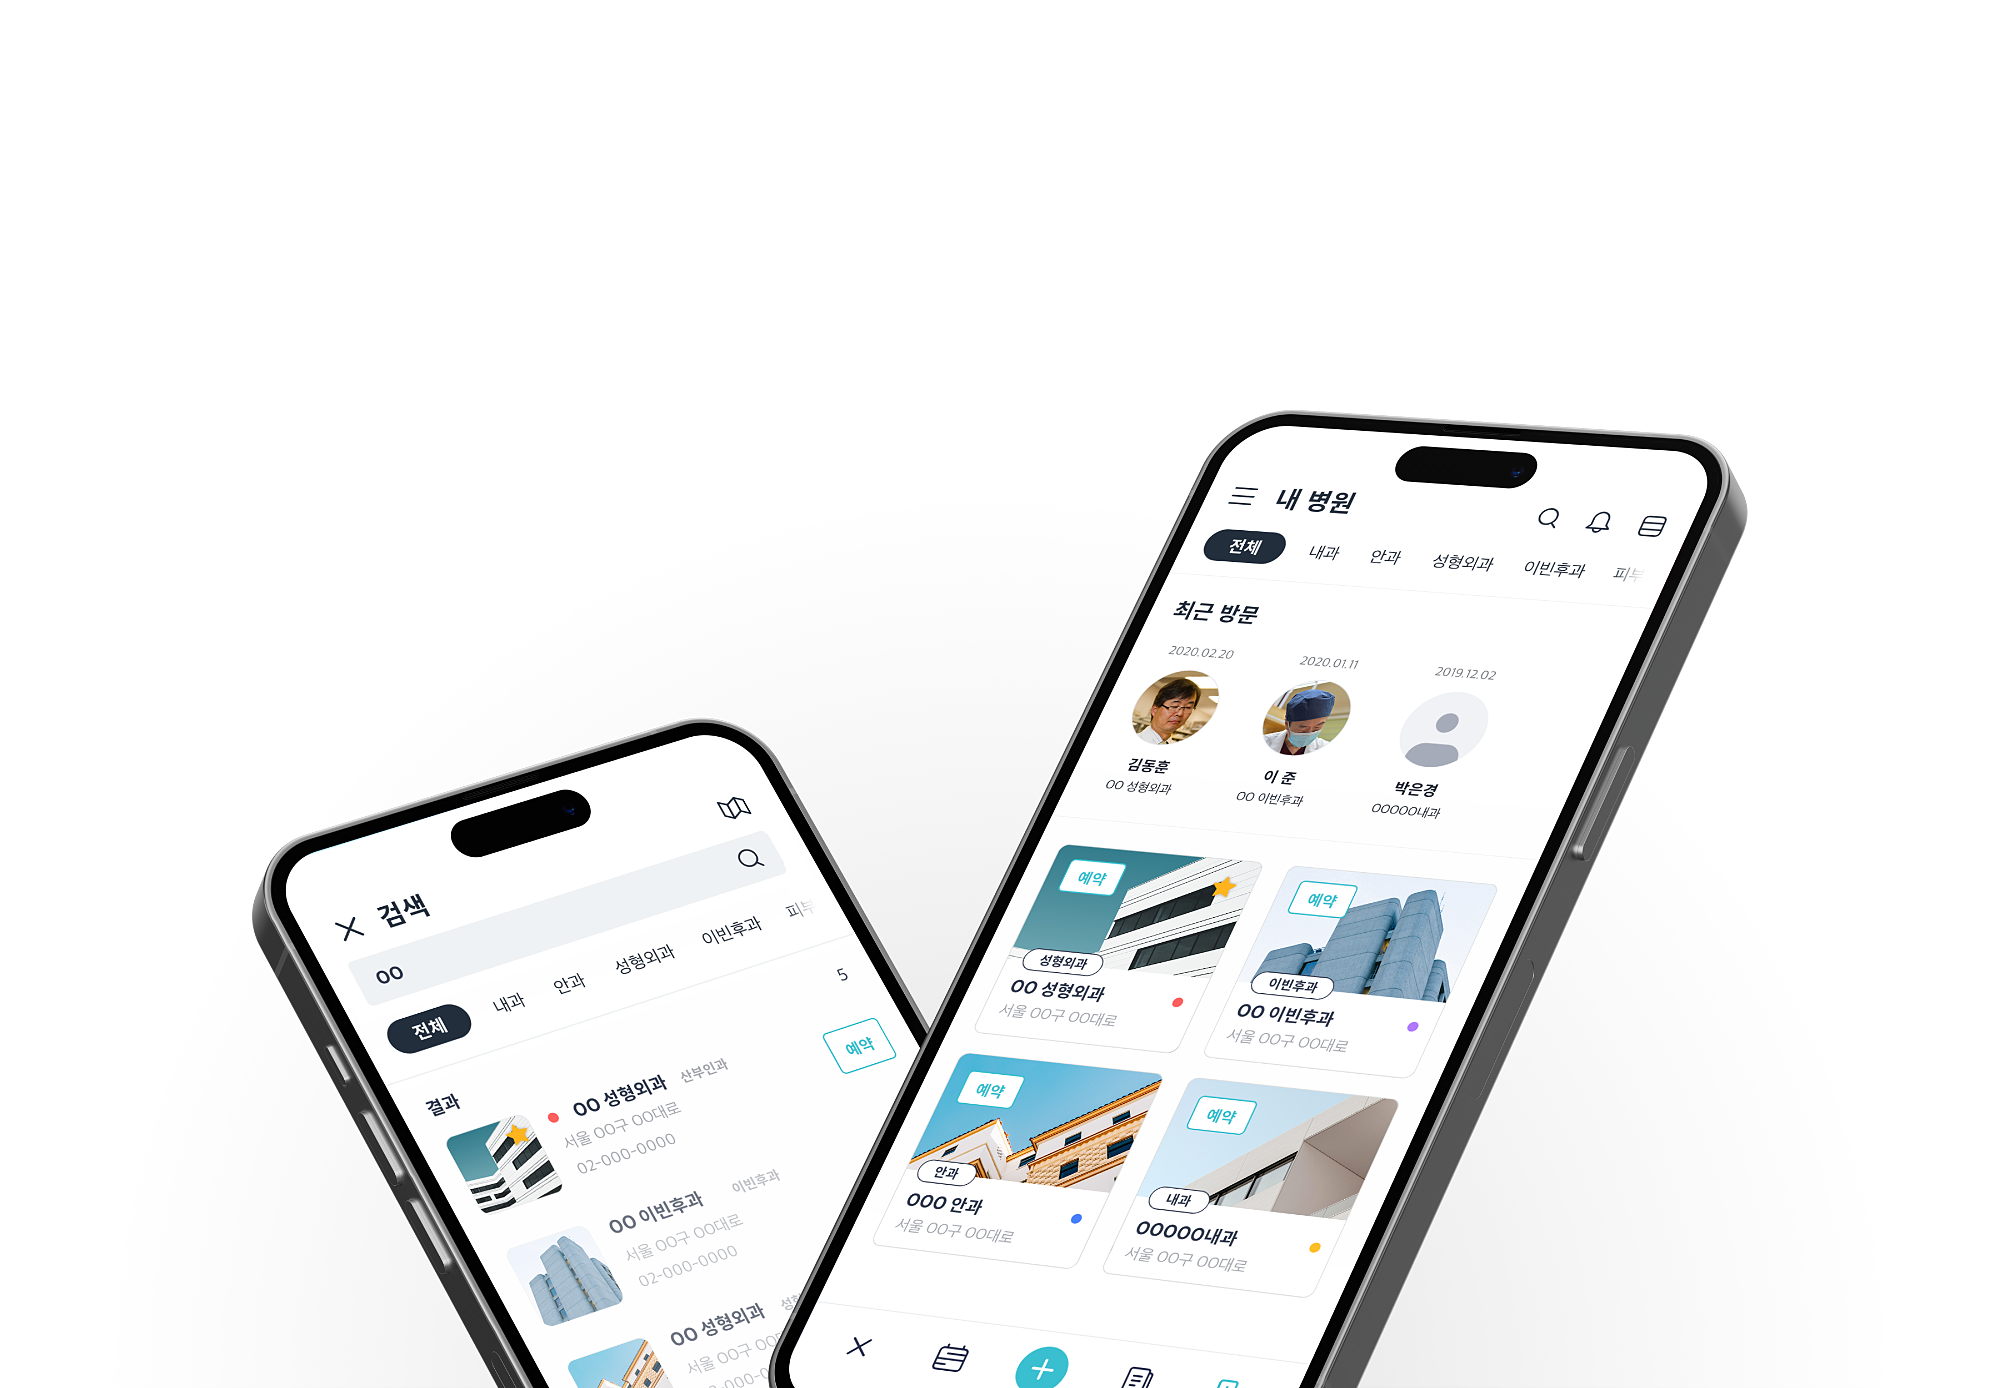 검색
OO
전체 내과 안과 성형외과 이빈후과 피부
결과 5
OO 성형외과 산부인과 예약
서울 OO구 OO대로
02-000-0000
OO 이빈후과 이빈후과
서울 OO구 OO대로
02-000-0000
OO 성형외과
서울 OO구
내 병원
전체 내과 안과 성형외과 이빈후과 피부
최근 방문
2020.02.20 2020.01.11 2019.12.02
김동훈 이 준 박은경
OO 성형외과 OO 이빈후과 OOOOO내과
예약
성형외과
OO 성형외과
서울 OO구 OO대로
예약
이빈후과
OO 이빈후과
서울 OO구 OO대로
예약
안과
OOO 안과
서울 OO구 OO대로
예약
내과
OOOOO내과
서울 OO구 OO대로